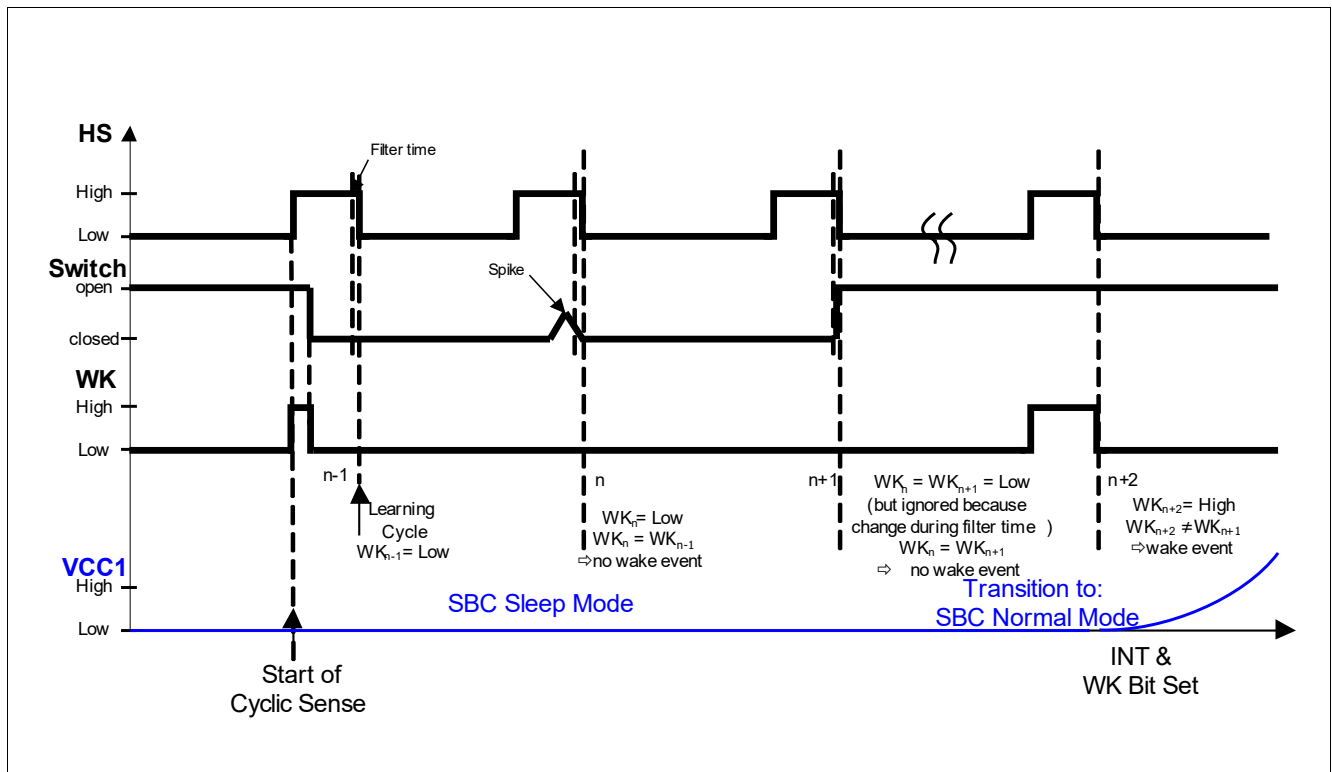 HS
Filter time
High
Low
Switch
open
Spike
closed
WK
High
Low
n-1
n
n+1
n+2
Learning
Cycle
WKn-1= Low
WKn= Low
WKn = WKn-1
⇨no wake event
WKn = WKn+1 = Low
(but ignored because
change during filter time )
WKn = WKn+1
⇨ no wake event
WKn+2= High
WKn+2 ≠WKn+1
⇨wake event
VCC1
High
Low
SBC Sleep Mode
Transition to:
SBC Normal Mode
Start of
Cyclic Sense
INT &
WK Bit Set